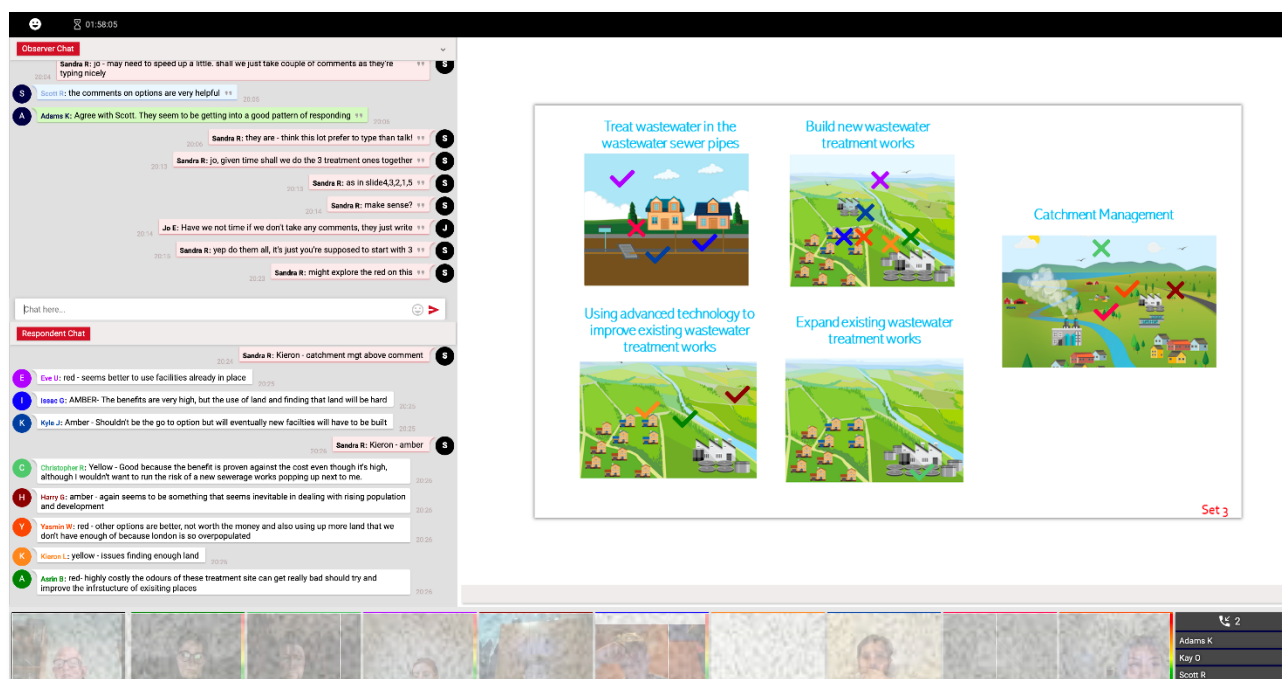 01:58:05
Observer Chat
Sandra R: jo - may need to speed up a little. shall we just take couple of comments as they're
typing nicely
20:04
S
S
Scott R: the comments on options are very helpful
20:05
A
Adams K: Agree with Scott. They seem to be getting into a good pattern of responding
20:06
Sandra R: they are - think this lot prefer to type than talk!
S
20:06
Sandra R: jo, given time shall we do the 3 treatment ones together
S
20:13
Sandra R: as in slide4,3,2,1,5
S
20:13
Sandra R: make sense?
S
20:14
Jo E: Have we not time if we don't take any comments, they just write
J
20:14
Sandra R: yep do them all, it's just you're supposed to start with 3
S
20:15
Sandra R: might explore the red on this
S
20:23
Chat here...
Respondent Chat
Sandra R: Kieron - catchment mgt above comment
S
20:24
E
Eve U: red - seems better to use facilities already in place
20:25
I
Issac G: AMBER- The benefits are very high, but the use of land and finding that land will be hard
20:26
K
Kyle J: Amber - Shouldn't be the go to option but will eventually new facilties will have to be built
20:25
Sandra R: Kieron - amber
S
20:26
C
Christopher R: Yellow - Good because the benefit is proven against the cost even though it's high,
although I wouldn't want to run the risk of a new sewerage works popping up next to me.
20:26
H
Harry G: amber - again seems to be something that seems inevitable in dealing with rising population
and development
20:26
Y
Yasmin W: red - other options are better, not worth the money and also using up more land that we
don't have enough of because london is so overpopulated
20:26
K
Kieron L: yellow - issues finding enough land
20:26
A
Asrin B: red- highly costly the odours of these treatment site can get really bad should try and
improve the infrstucture of exisiting places
20:26
Treat wastewater in the
wastewater sewer pipes
Build new wastewater
treatment works
Catchment Management
Using advanced technology to
improve existing wastewater
treatment works
Expand existing wastewater
treatment works
Set 3
2
Adams K
Kay O
Scott R